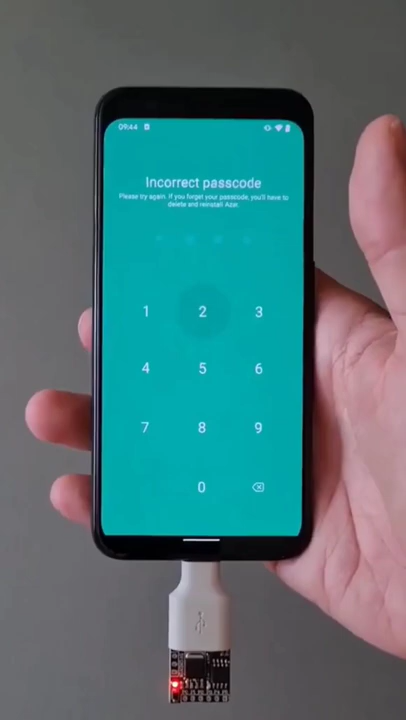 09:44
Incorrect passcode
Please try again. If you forget your passcode, you'll have to
delete and reinstall Azar.
1 2 3
4 5 6
7 8 9
0